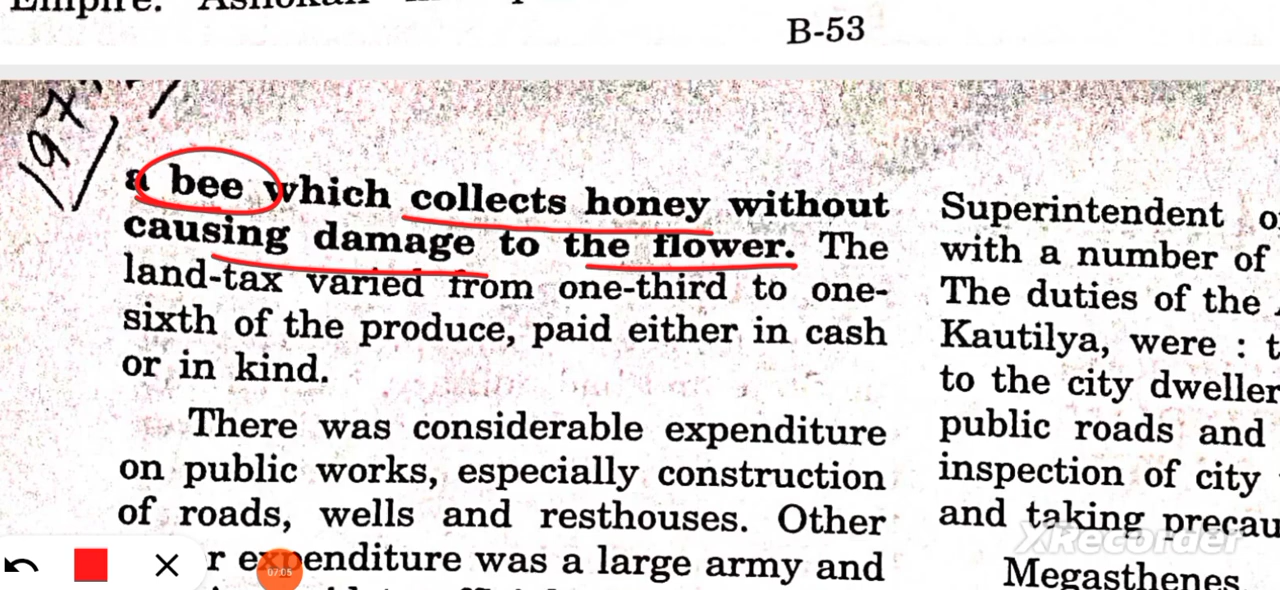 B-53
197
a bee which collects honey without
causing damage to the flower. The
land-tax varied from one-third to one-
sixth of the produce, paid either in cash
or in kind.
There was considerable expenditure
on public works, especially construction
of roads, wells and resthouses. Other
r expenditure was a large army and
Superintendent
with a number of
The duties of the
Kautilya, were :
to the city dweller
public roads and
inspection of city
and taking precau
Megasthenes
XRecorder
07:05